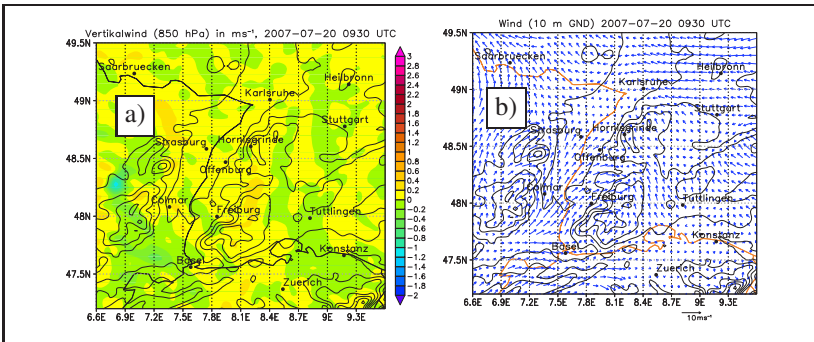 Vertikalwind (850 hPa) in ms⁻¹, 2007-07-20 0930 UTC
49.5N
49N
48.5N
48N
47.5N
6.6E 6.9E 7.2E 7.5E 7.8E 8.1E 8.4E 8.7E 9E 9.3E
a)
Saarbruecken
Heilbronn
Karlsruhe
Stuttgart
Strasburg
Hornisgrinde
Offenburg
Colmar
Freiburg
Tuttlingen
Basel
Konstanz
Zuerich
3
2.8
2.6
2.4
2.2
2
1.8
1.6
1.4
1.2
1
0.8
0.6
0.4
0.2
0
−0.2
−0.4
−0.6
−0.8
−1
−1.2
−1.4
−1.6
−1.8
−2
Wind (10 m GND) 2007-07-20 0930 UTC
49.5N
49N
48.5N
48N
47.5N
6.6E 6.9E 7.2E 7.5E 7.8E 8.1E 8.4E 8.7E 9E 9.3E
b)
Saarbruecken
Heilbronn
Karlsruhe
Stuttgart
Strasburg
Hornisgrinde
Offenburg
Colmar
Freiburg
Tuttlingen
Basel
Konstanz
Zuerich
10ms⁻¹